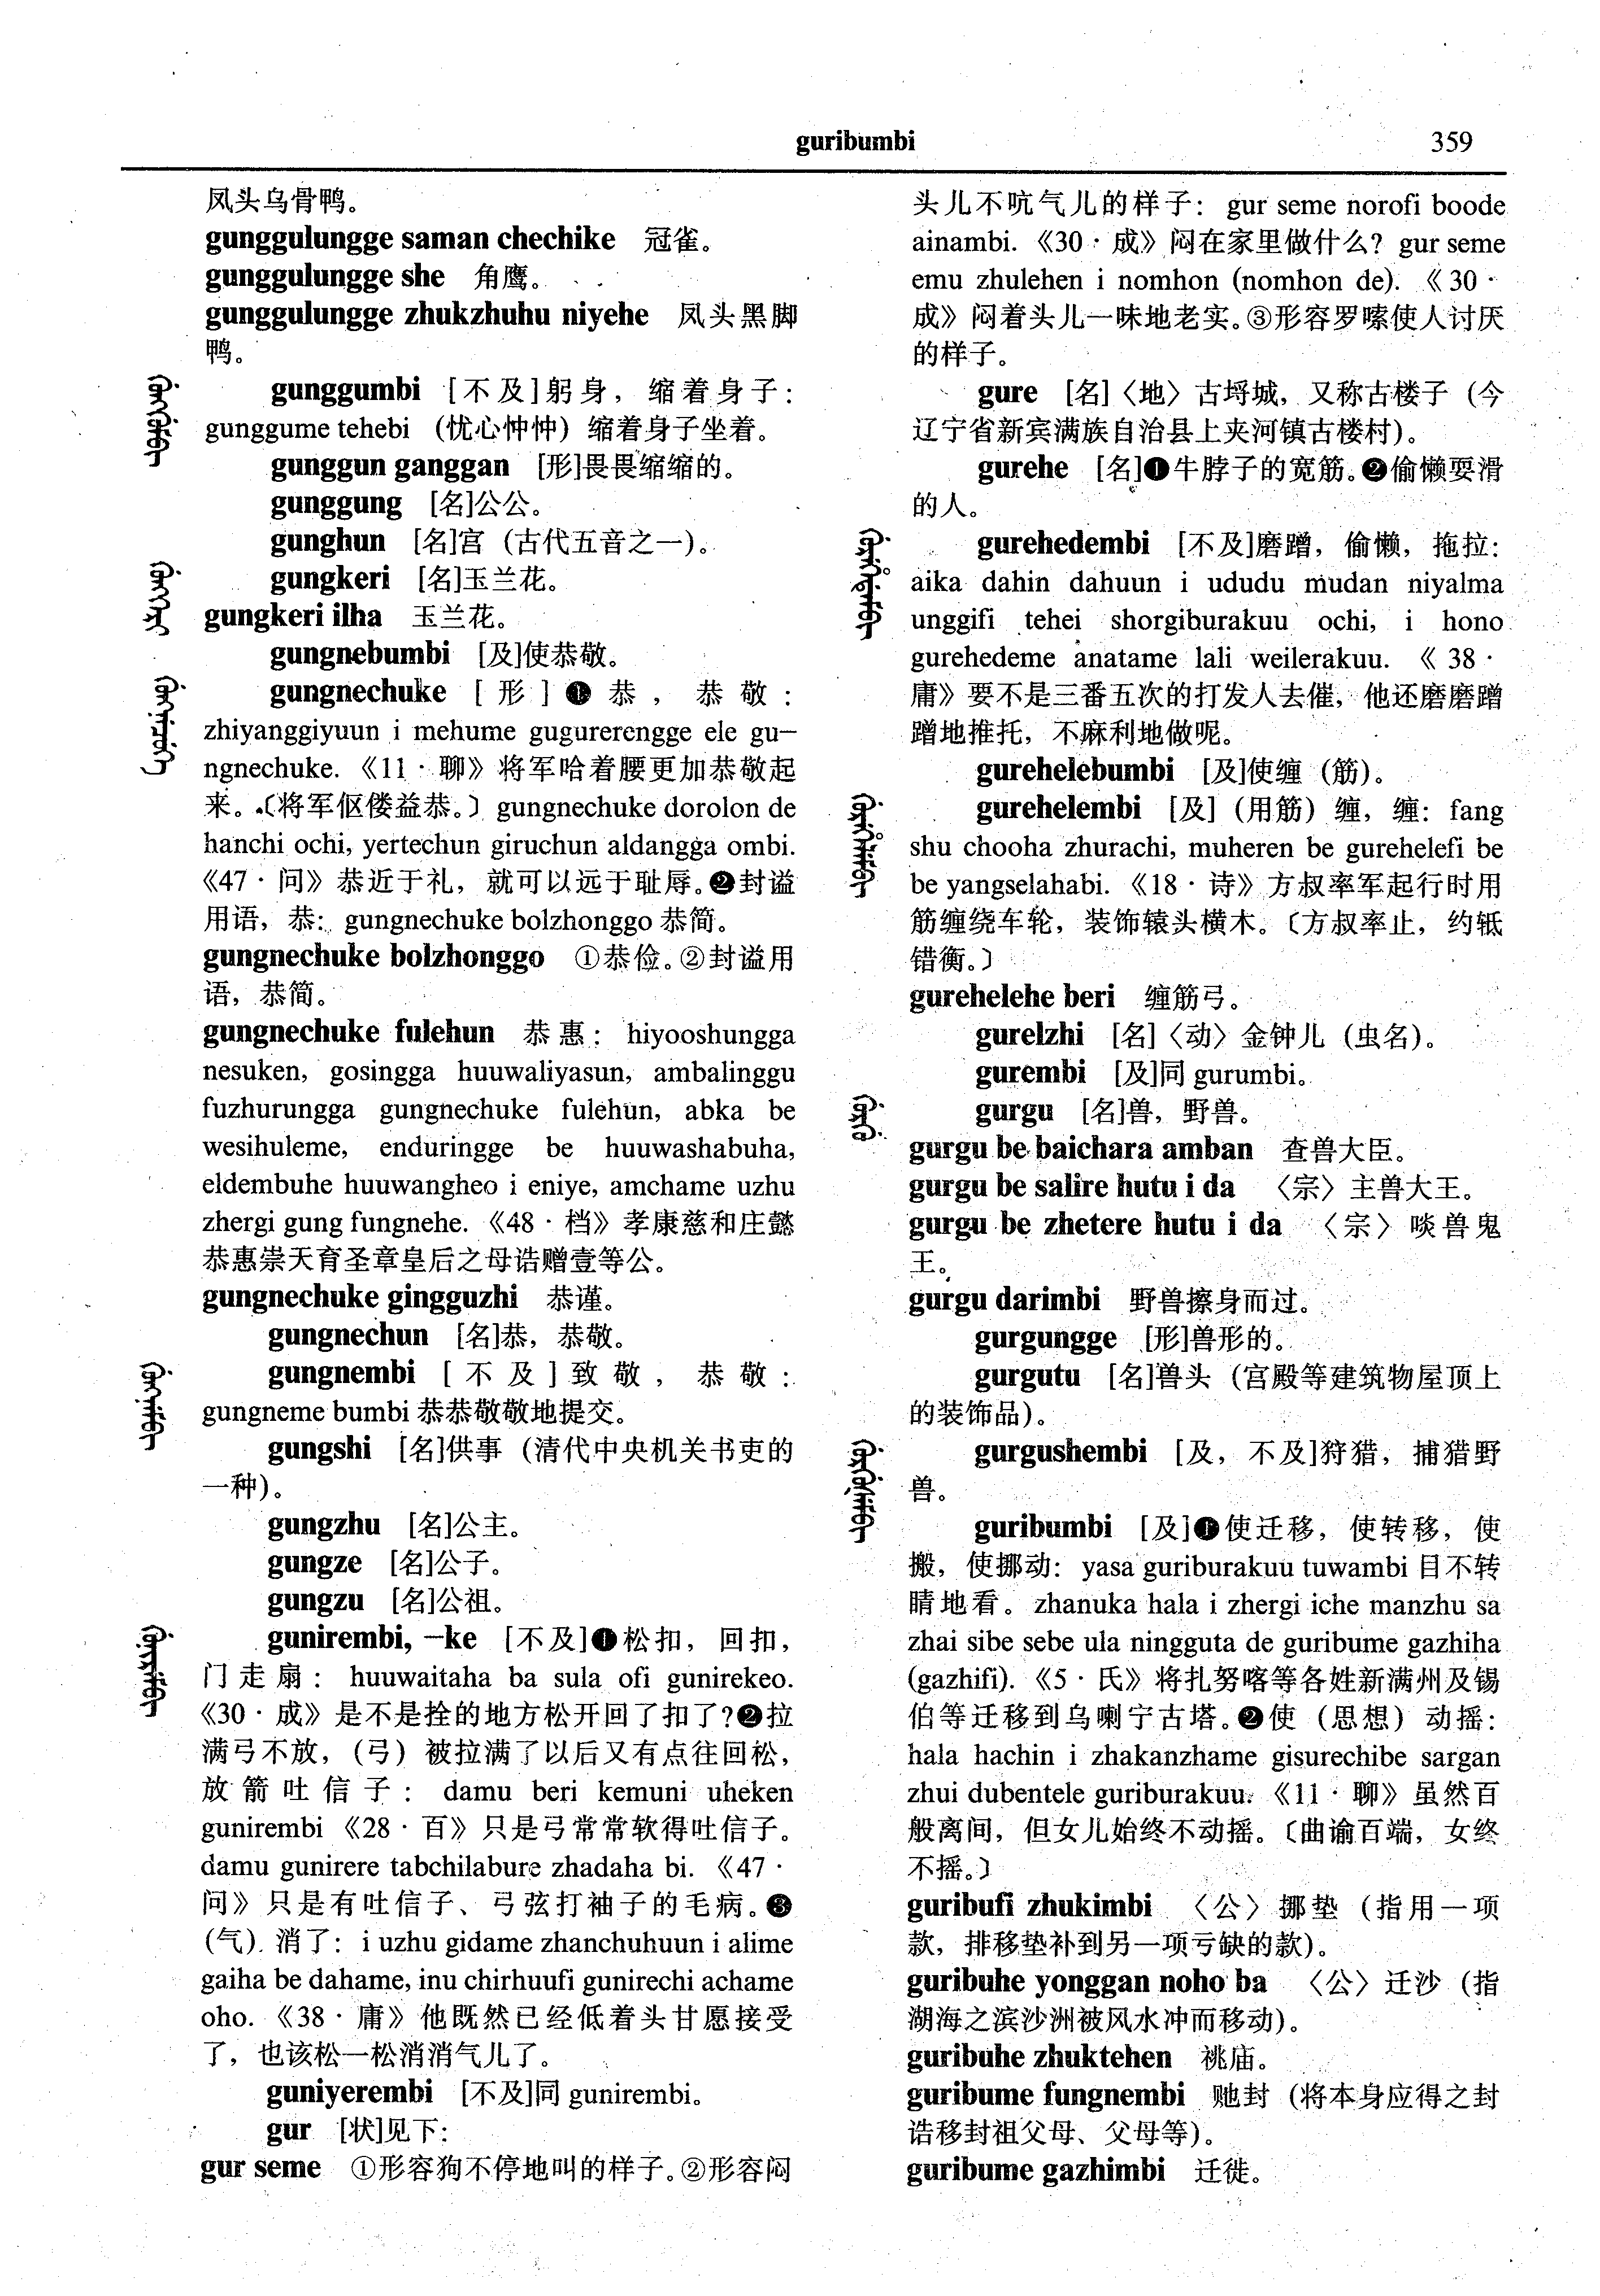 guribumbi
359
凤头乌骨鸭。
gunggulungge saman chechike 冠雀。
gunggulungge she 角鹰。
gunggulungge zhukzhuhu niyehe 凤头黑脚
鸭。
gunggumbi [不及]躬身，缩着身子：
gunggume tehebi （忧心忡忡）缩着身子坐着。
gunggun ganggan [形]畏畏缩缩的。
gunggung [名]公公。
gunghun [名]宫（古代五音之一）。
gungkeri [名]玉兰花。
gungkeri ilha 玉兰花。
gungnebumbi [及]使恭敬。
gungnechuke [形]❶恭，恭敬：
zhiyanggiyuun i mehume gugurerengge ele gu–
ngnechuke.《11·聊》将军哈着腰更加恭敬起
来。〔将军伛偻益恭。〕gungnechuke dorolon de
hanchi ochi, yertechun giruchun aldangga ombi.
《47·问》恭近于礼，就可以远于耻辱。❷封谥
用语，恭：gungnechuke bolzhonggo 恭简。
gungnechuke bolzhonggo ①恭俭。②封谥用
语，恭简。
gungnechuke fulehun 恭惠：hiyooshungga
nesuken, gosingga huuwaliyasun, ambalinggu
fuzhurungga gungnechuke fulehun, abka be
wesihuleme, enduringge be huuwashabuha,
eldembuhe huuwangheo i eniye, amchame uzhu
zhergi gung fungnehe.《48·档》孝康慈和庄懿
恭惠崇天育圣章皇后之母诰赠壹等公。
gungnechuke gingguzhi 恭谨。
gungnechun [名]恭，恭敬。
gungnembi [不及]致敬，恭敬：
gungneme bumbi 恭恭敬敬地提交。
gungshi [名]供事（清代中央机关书吏的
一种）。
gungzhu [名]公主。
gungze [名]公子。
gungzu [名]公祖。
gunirembi, –ke [不及]❶松扣，回扣，
门走扇：huuwaitaha ba sula ofi gunirekeo.
《30·成》是不是拴的地方松开回了扣了？❷拉
满弓不放，（弓）被拉满了以后又有点往回松，
放箭吐信子：damu beri kemuni uheken
gunirembi《28·百》只是弓常常软得吐信子。
damu gunirere tabchilabure zhadaha bi.《47·
问》只是有吐信子、弓弦打袖子的毛病。❸
（气）消了：i uzhu gidame zhanchuhuun i alime
gaiha be dahame, inu chirhuufi gunirechi achame
oho.《38·庸》他既然已经低着头甘愿接受
了，也该松一松消消气儿了。
guniyerembi [不及]同 gunirembi。
gur [状]见下：
gur seme ①形容狗不停地叫的样子。②形容闷
头儿不吭气儿的样子：gur seme norofi boode
ainambi.《30·成》闷在家里做什么？gur seme
emu zhulehen i nomhon (nomhon de).《30·
成》闷着头儿一味地老实。③形容罗嗦使人讨厌
的样子。
gure [名]〈地〉古埒城，又称古楼子（今
辽宁省新宾满族自治县上夹河镇古楼村）。
gurehe [名]❶牛脖子的宽筋。❷偷懒耍滑
的人。
gurehedembi [不及]磨蹭，偷懒，拖拉：
aika dahin dahuun i ududu mudan niyalma
unggifi tehei shorgiburakuu ochi, i hono
gurehedeme anatame lali weilerakuu.《38·
庸》要不是三番五次的打发人去催，他还磨磨蹭
蹭地推托，不麻利地做呢。
gurehelebumbi [及]使缠（筋）。
gurehelembi [及]（用筋）缠，缠：fang
shu chooha zhurachi, muheren be gurehelefi be
be yangselahabi.《18·诗》方叔率军起行时用
筋缠绕车轮，装饰辕头横木。〔方叔率止，约軧
错衡。〕
gurehelehe beri 缠筋弓。
gurelzhi [名]〈动〉金钟儿（虫名）。
gurembi [及]同 gurumbi。
gurgu [名]兽，野兽。
gurgu be baichara amban 查兽大臣。
gurgu be salire hutu i da 〈宗〉主兽大王。
gurgu be zhetere hutu i da 〈宗〉啖兽鬼
王。
gurgu darimbi 野兽擦身而过。
gurgungge [形]兽形的。
gurgutu [名]兽头（宫殿等建筑物屋顶上
的装饰品）。
gurgushembi [及，不及]狩猎，捕猎野
兽。
guribumbi [及]❶使迁移，使转移，使
搬，使挪动：yasa guriburakuu tuwambi 目不转
睛地看。zhanuka hala i zhergi iche manzhu sa
zhai sibe sebe ula ningguta de guribume gazhiha
(gazhifi).《5·氏》将扎努喀等各姓新满州及锡
伯等迁移到乌喇宁古塔。❷使（思想）动摇：
hala hachin i zhakanzhame gisurechibe sargan
zhui dubentele guriburakuu.《11·聊》虽然百
般离间，但女儿始终不动摇。〔曲谕百端，女终
不摇。〕
guribufi zhukimbi 〈公〉挪垫（指用一项
款，排移垫补到另一项亏缺的款）。
guribuhe yonggan noho ba 〈公〉迁沙（指
湖海之滨沙洲被风水冲而移动）。
guribuhe zhuktehen 祧庙。
guribume fungnembi 貤封（将本身应得之封
诰移封祖父母、父母等）。
guribume gazhimbi 迁徙。